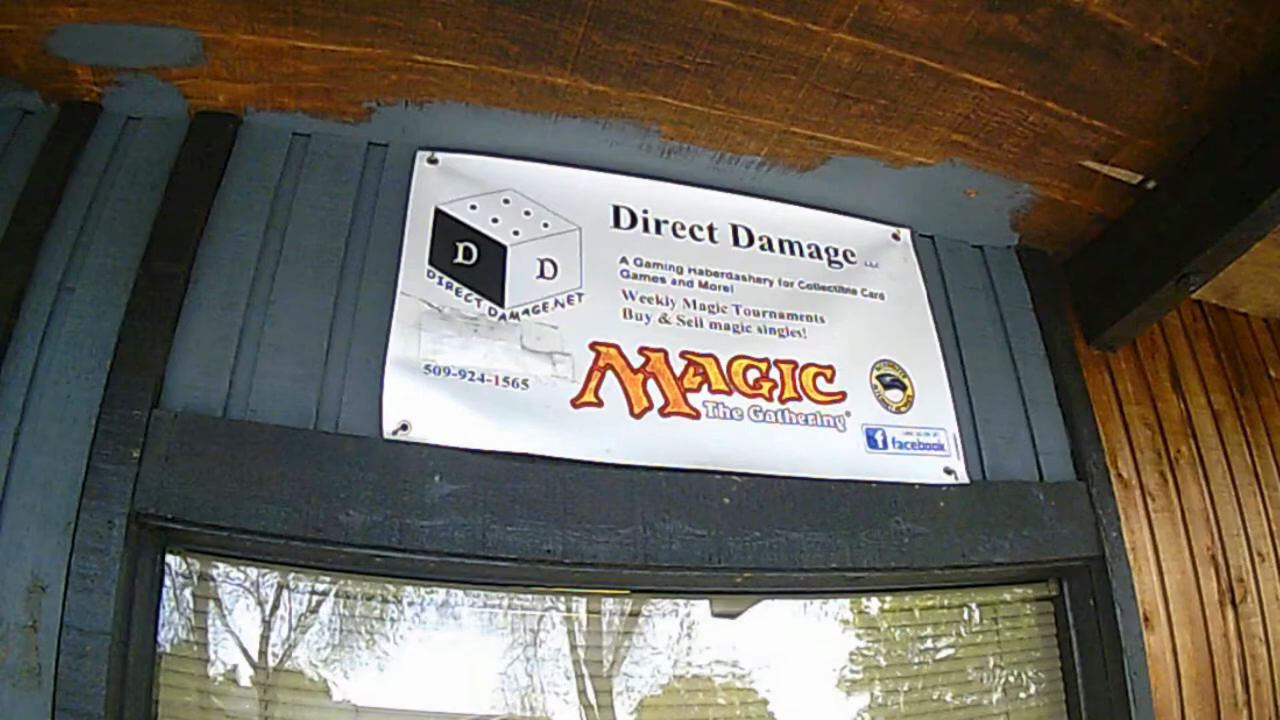 D
D
DIRECT DAMAGE.NET
509-924-1565
Direct Damage LLC
A Gaming Haberdashery for Collectible Card
Games and More!
Weekly Magic Tournaments
Buy & Sell magic singles!
MAGIC
The Gathering®
facebook